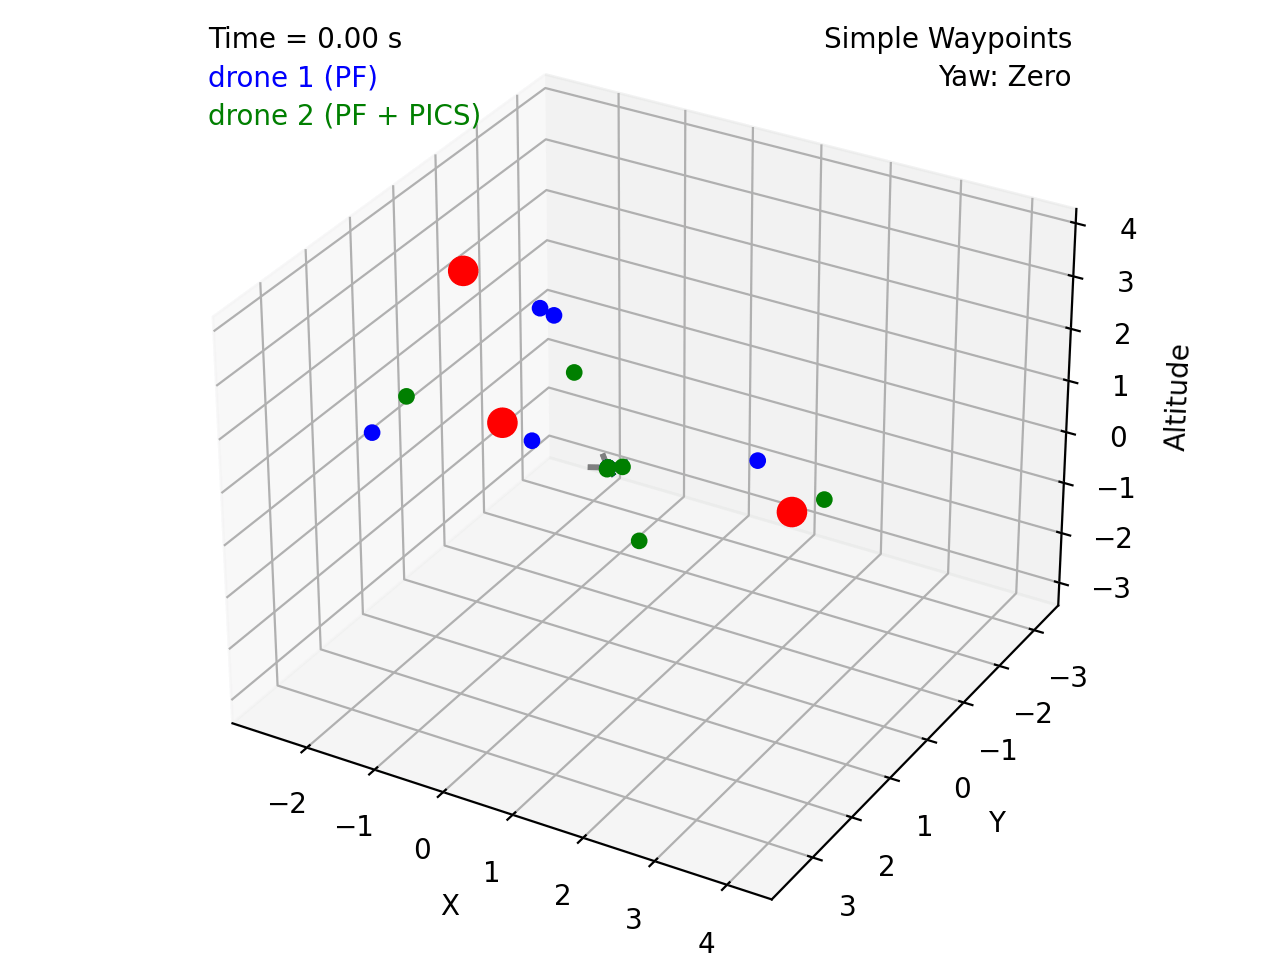 Time = 0.00 s
drone 1 (PF)
drone 2 (PF + PICS)
Simple Waypoints
Yaw: Zero
4
3
2
1
0
−1
−2
−3
Altitude
−3
−2
−1
0
1
2
3
Y
−2
−1
0
1
2
3
4
X